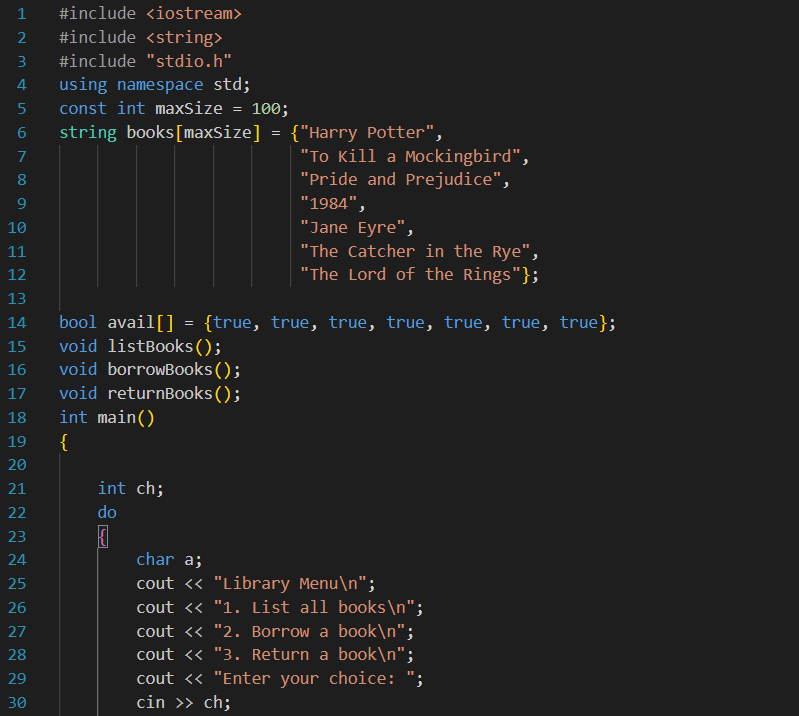 1 #include <iostream>
2 #include <string>
3 #include "stdio.h"
4 using namespace std;
5 const int maxSize = 100;
6 string books[maxSize] = {"Harry Potter",
7                          "To Kill a Mockingbird",
8                          "Pride and Prejudice",
9                          "1984",
10                         "Jane Eyre",
11                         "The Catcher in the Rye",
12                         "The Lord of the Rings"};
13
14 bool avail[] = {true, true, true, true, true, true, true};
15 void listBooks();
16 void borrowBooks();
17 void returnBooks();
18 int main()
19 {
20
21     int ch;
22     do
23     {
24         char a;
25         cout << "Library Menu\n";
26         cout << "1. List all books\n";
27         cout << "2. Borrow a book\n";
28         cout << "3. Return a book\n";
29         cout << "Enter your choice: ";
30         cin >> ch;